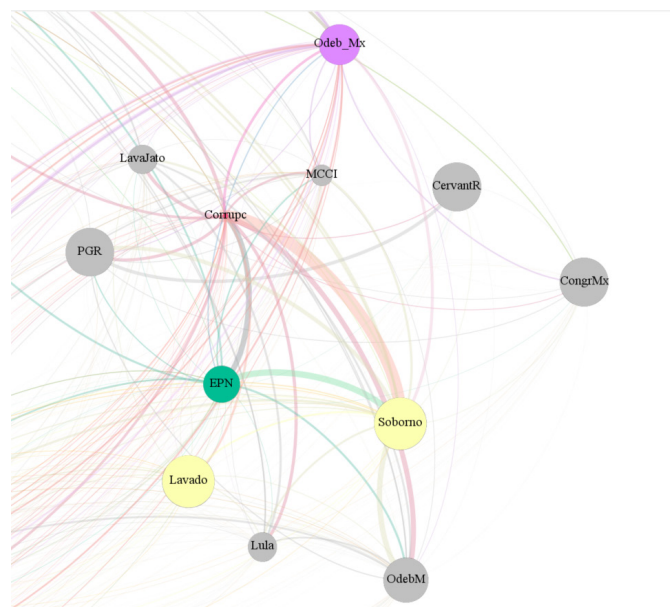 Odeb_Mx
LavaJato
MCCI
CervantR
Corrupc
PGR
CongrMx
EPN
Soborno
Lavado
Lula
OdebM